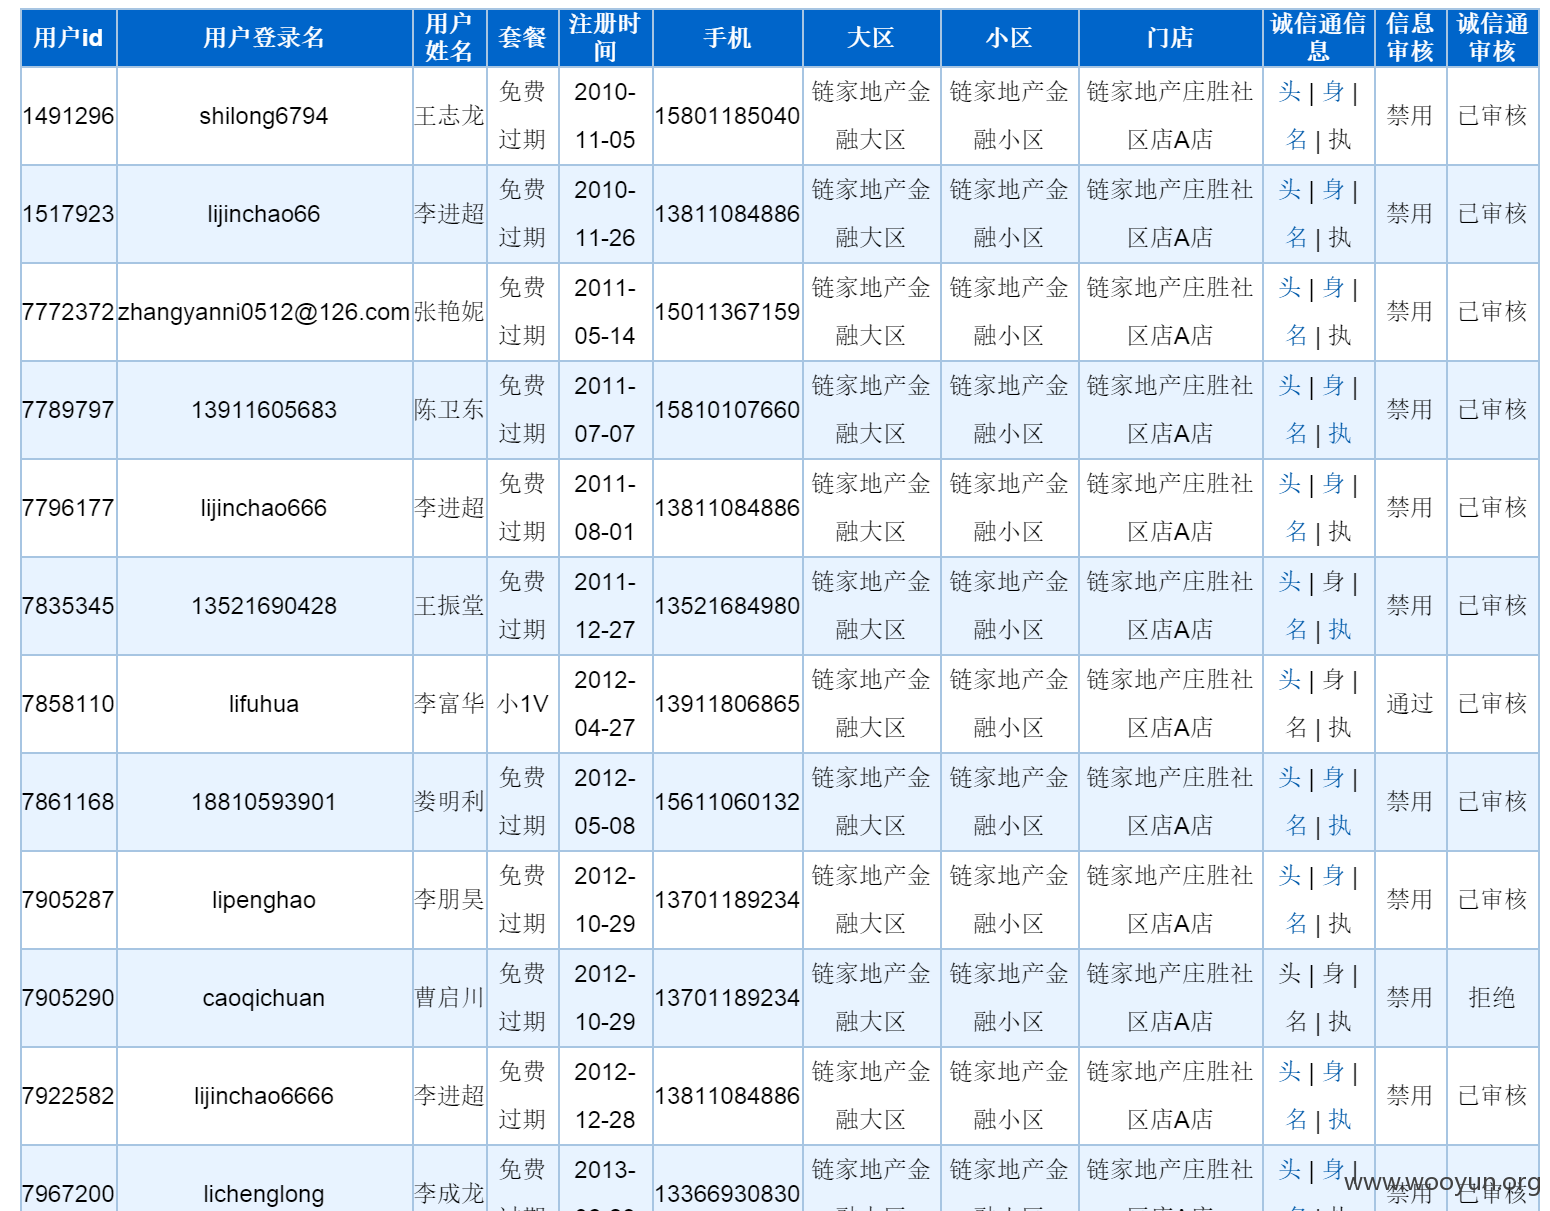 用户id 用户登录名 用户姓名 套餐 注册时间 手机 大区 小区 门店 诚信通信息 信息审核 诚信通审核
1491296 shilong6794 王志龙 免费过期 2010-11-05 15801185040 链家地产金融大区 链家地产金融小区 链家地产庄胜社区店A店 头 | 身 | 名 | 执 禁用 已审核
1517923 lijinchao66 李进超 免费过期 2010-11-26 13811084886 链家地产金融大区 链家地产金融小区 链家地产庄胜社区店A店 头 | 身 | 名 | 执 禁用 已审核
7772372 zhangyanni0512@126.com 张艳妮 免费过期 2011-05-14 15011367159 链家地产金融大区 链家地产金融小区 链家地产庄胜社区店A店 头 | 身 | 名 | 执 禁用 已审核
7789797 13911605683 陈卫东 免费过期 2011-07-07 15810107660 链家地产金融大区 链家地产金融小区 链家地产庄胜社区店A店 头 | 身 | 名 | 执 禁用 已审核
7796177 lijinchao666 李进超 免费过期 2011-08-01 13811084886 链家地产金融大区 链家地产金融小区 链家地产庄胜社区店A店 头 | 身 | 名 | 执 禁用 已审核
7835345 13521690428 王振堂 免费过期 2011-12-27 13521684980 链家地产金融大区 链家地产金融小区 链家地产庄胜社区店A店 头 | 身 | 名 | 执 禁用 已审核
7858110 lifuhua 李富华 小1V 2012-04-27 13911806865 链家地产金融大区 链家地产金融小区 链家地产庄胜社区店A店 头 | 身 | 名 | 执 通过 已审核
7861168 18810593901 娄明利 免费过期 2012-05-08 15611060132 链家地产金融大区 链家地产金融小区 链家地产庄胜社区店A店 头 | 身 | 名 | 执 禁用 已审核
7905287 lipenghao 李朋昊 免费过期 2012-10-29 13701189234 链家地产金融大区 链家地产金融小区 链家地产庄胜社区店A店 头 | 身 | 名 | 执 禁用 已审核
7905290 caoqichuan 曹启川 免费过期 2012-10-29 13701189234 链家地产金融大区 链家地产金融小区 链家地产庄胜社区店A店 头 | 身 | 名 | 执 禁用 拒绝
7922582 lijinchao6666 李进超 免费过期 2012-12-28 13811084886 链家地产金融大区 链家地产金融小区 链家地产庄胜社区店A店 头 | 身 | 名 | 执 禁用 已审核
7967200 lichenglong 李成龙 免费 2013- 13366930830 链家地产金 链家地产金 链家地产庄胜社 头 | 身 | 禁用 已审核
www.wooyun.org